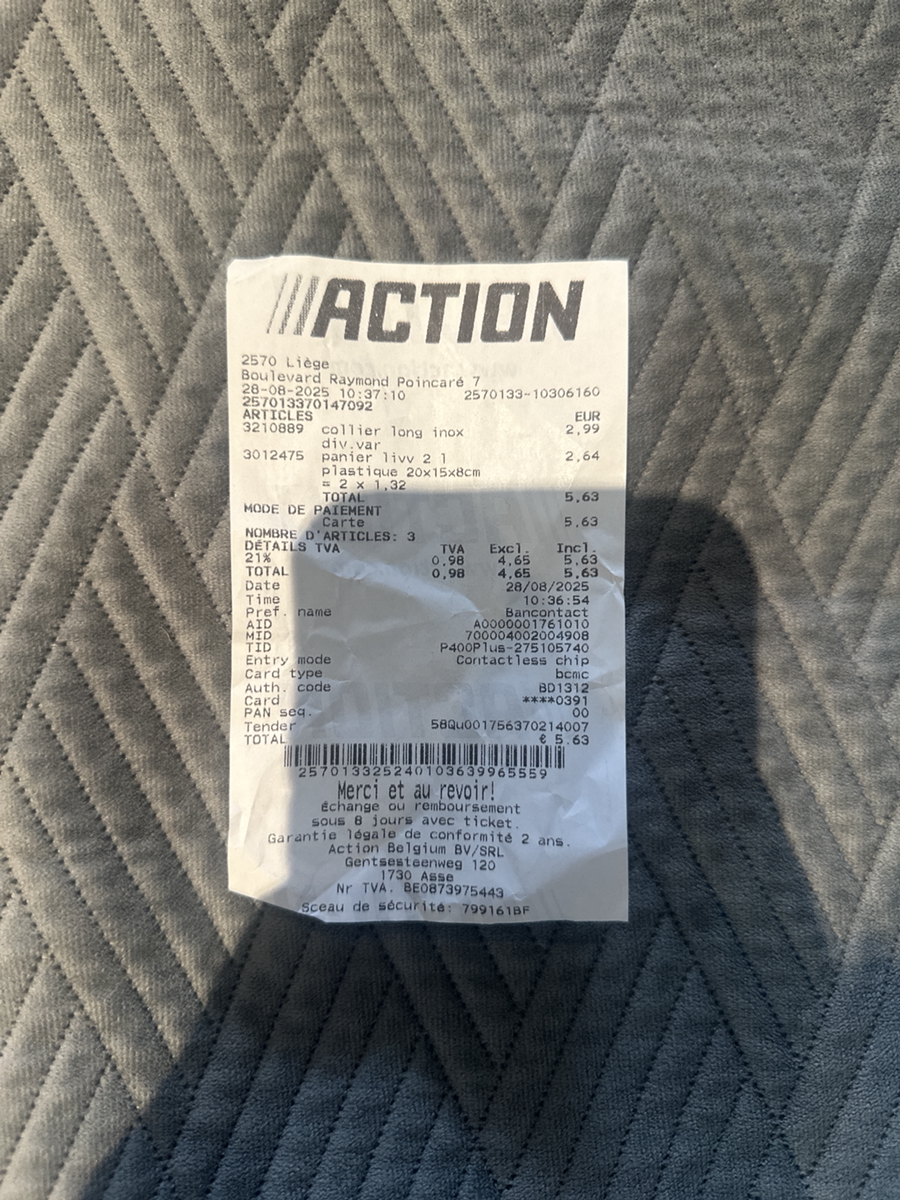 ///ACTION
2570 Liège
Boulevard Raymond Poincaré 7
28-08-2025 10:37:10 2570133-10306160
257013370147092
ARTICLES EUR
3210889 collier long inox 2,99
div.var
3012475 panier livv 2 l 2,64
plastique 20x15x8cm
= 2 x 1,32
TOTAL 5,63
MODE DE PAIEMENT
Carte 5,63
NOMBRE D'ARTICLES: 3
DÉTAILS TVA TVA Excl. Incl.
21% 0,98 4,65 5,63
TOTAL 0,98 4,65 5,63
Date 28/08/2025
Time 10:36:54
Pref. name Bancontact
AID A0000001761010
MID 700004002004908
TID P400Plus-275105740
Entry mode Contactless chip
Card type bcmc
Auth. code BD1312
Card ****0391
PAN seq. 00
Tender 58Qu001756370214007
TOTAL € 5.63
257013325240103639965559
Merci et au revoir!
Échange ou remboursement
sous 8 jours avec ticket.
Garantie légale de conformité 2 ans.
Action Belgium BV/SRL
Gentsesteenweg 120
1730 Asse
Nr TVA. BE0873975443
Sceau de sécurité: 799161BF